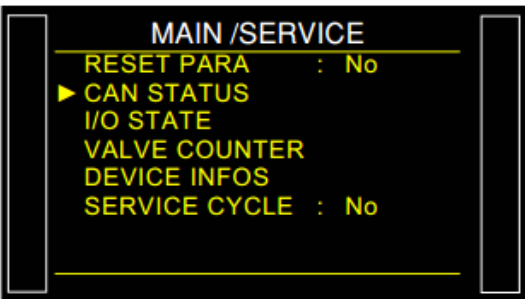 MAIN /SERVICE
RESET PARA : No
► CAN STATUS
I/O STATE
VALVE COUNTER
DEVICE INFOS
SERVICE CYCLE : No